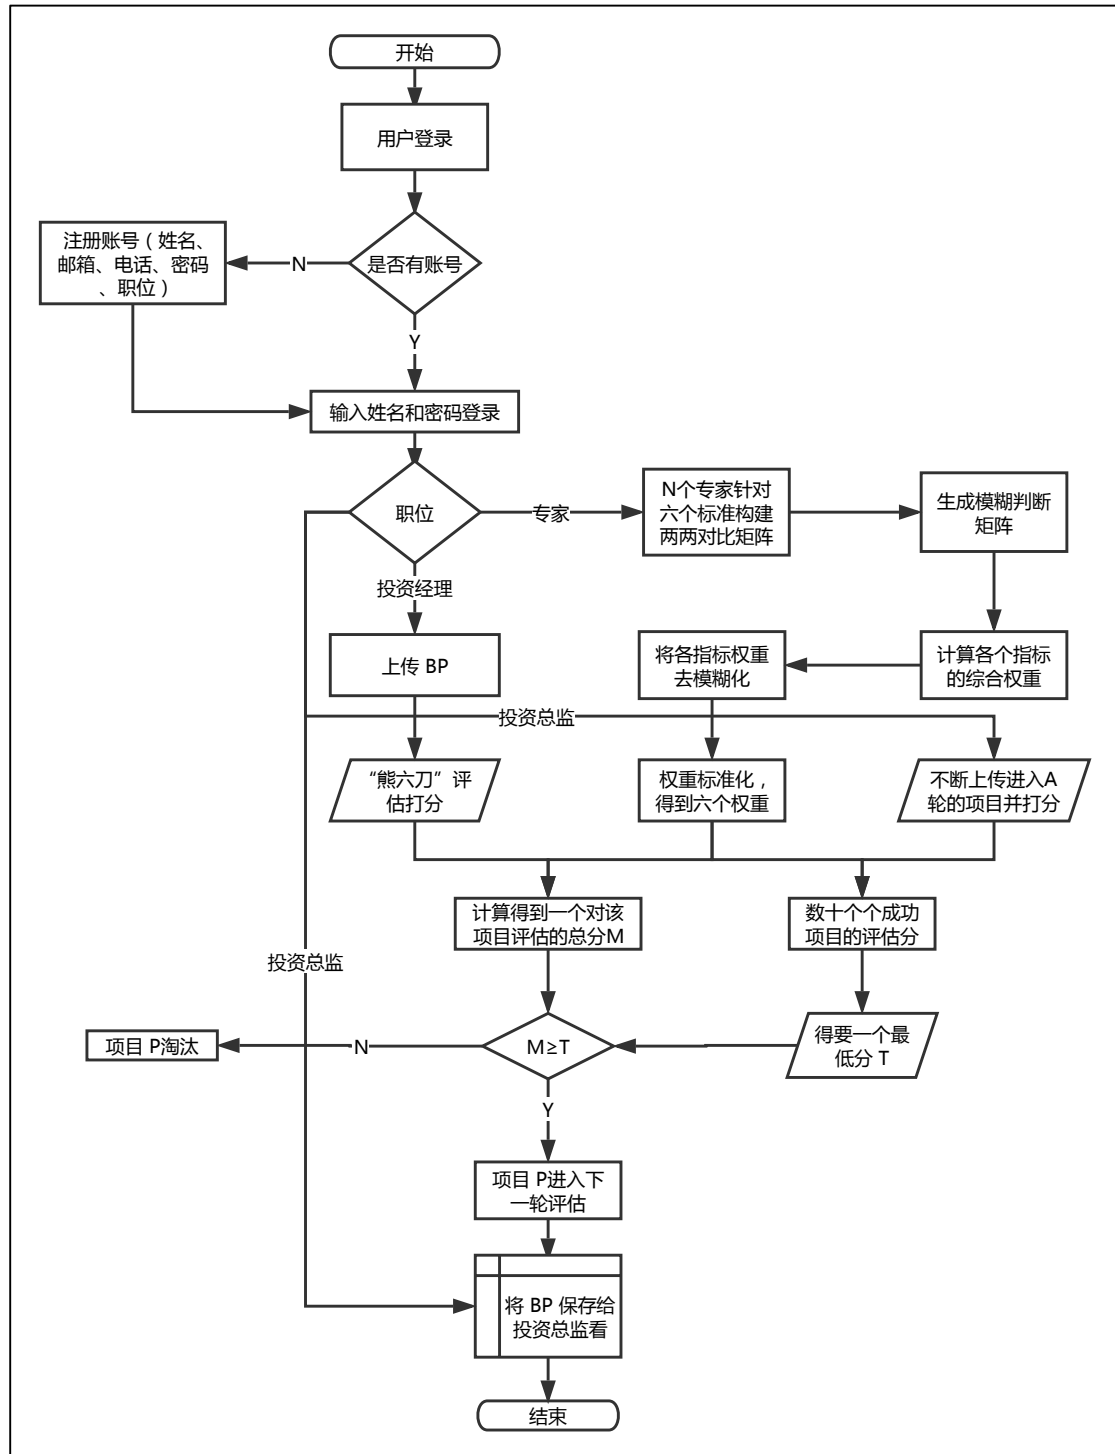 开始
用户登录
注册账号（姓名、
邮箱、电话、密码
、职位）
N
是否有账号
Y
输入姓名和密码登录
职位
专家
N个专家针对
六个标准构建
两两对比矩阵
生成模糊判断
矩阵
投资经理
上传 BP
将各指标权重
去模糊化
计算各个指标
的综合权重
投资总监
“熊六刀”评
估打分
权重标准化，
得到六个权重
不断上传进入A
轮的项目并打分
计算得到一个对该
项目评估的总分M
数十个个成功
项目的评估分
投资总监
项目 P淘汰
N
M≥T
得要一个最
低分 T
Y
项目 P进入下
一轮评估
将 BP 保存给
投资总监看
结束